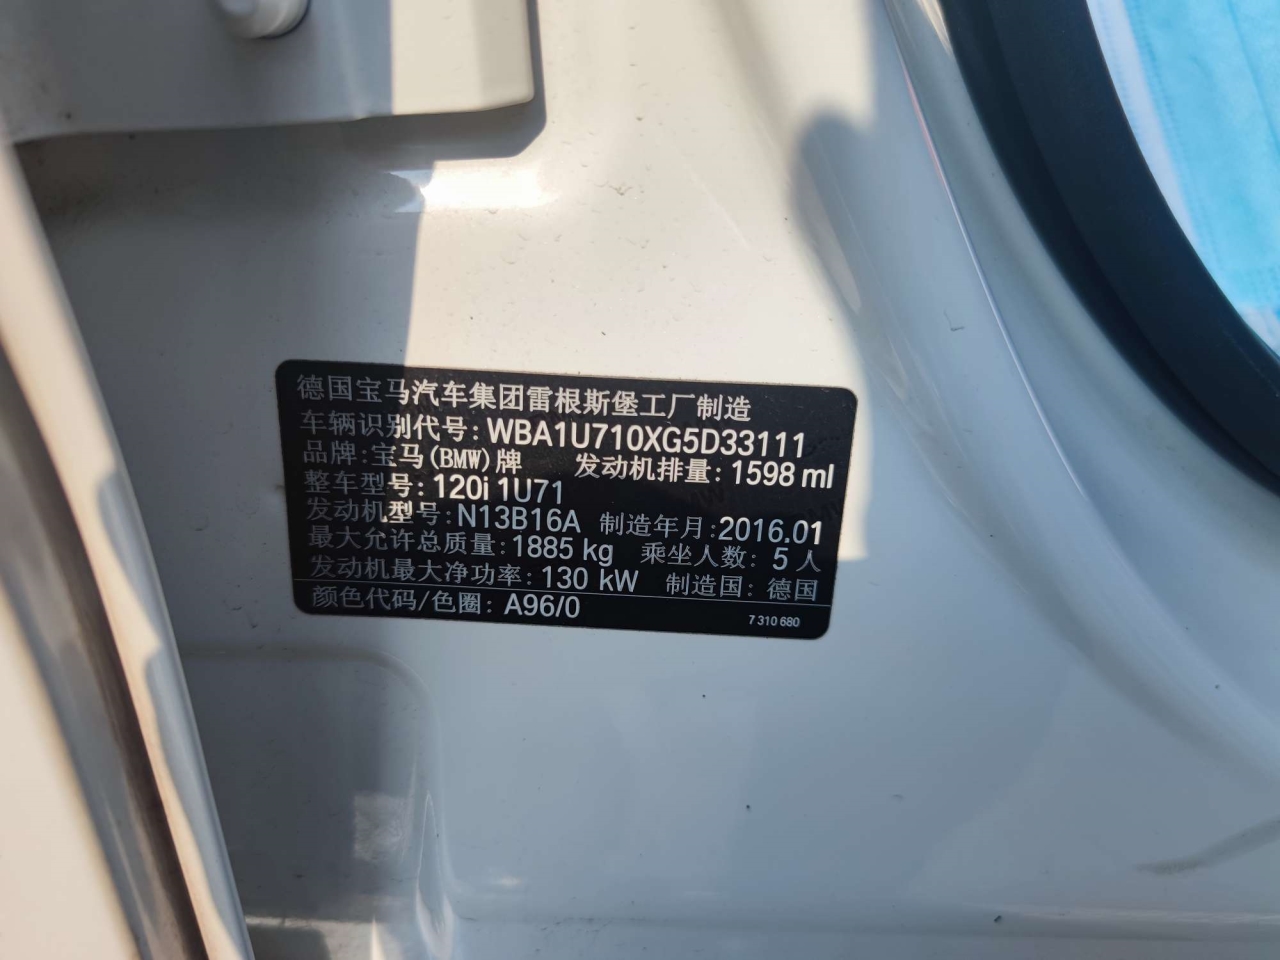 德国宝马汽车集团雷根斯堡工厂制造
车辆识别代号: WBA1U710XG5D33111
品牌: 宝马(BMW)牌 发动机排量: 1598 ml
整车型号: 120i 1U71
发动机型号: N13B16A 制造年月: 2016.01
最大允许总质量: 1885 kg 乘坐人数: 5 人
发动机最大净功率: 130 kW 制造国: 德国
颜色代码/色圈: A96/0 7 310 680